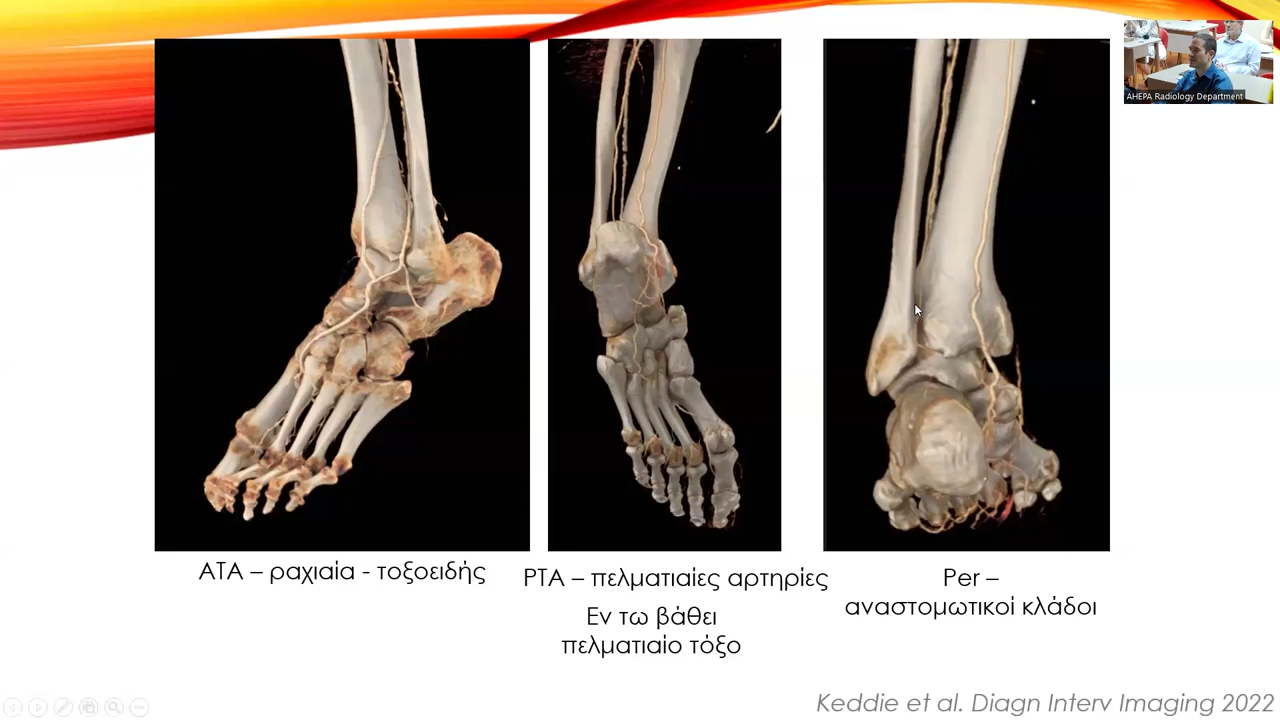 AHEPA Radiology Department
ATA – ραχιαία - τοξοειδής
PTA – πελματιαίες αρτηρίες
Εν τω βάθει
πελματιαίο τόξο
Per –
αναστομωτικοί κλάδοι
Keddie et al. Diagn Interv Imaging 2022